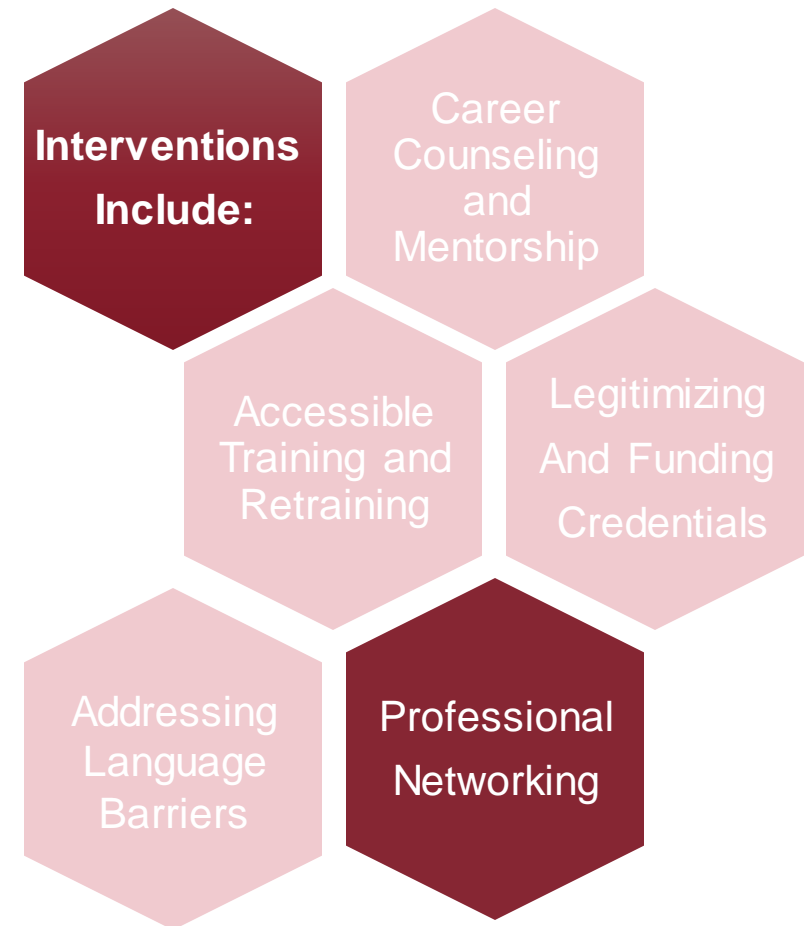 Interventions
Include:
Career
Counseling
and
Mentorship
Accessible
Training and
Retraining
Legitimizing
And Funding
Credentials
Addressing
Language
Barriers
Professional
Networking